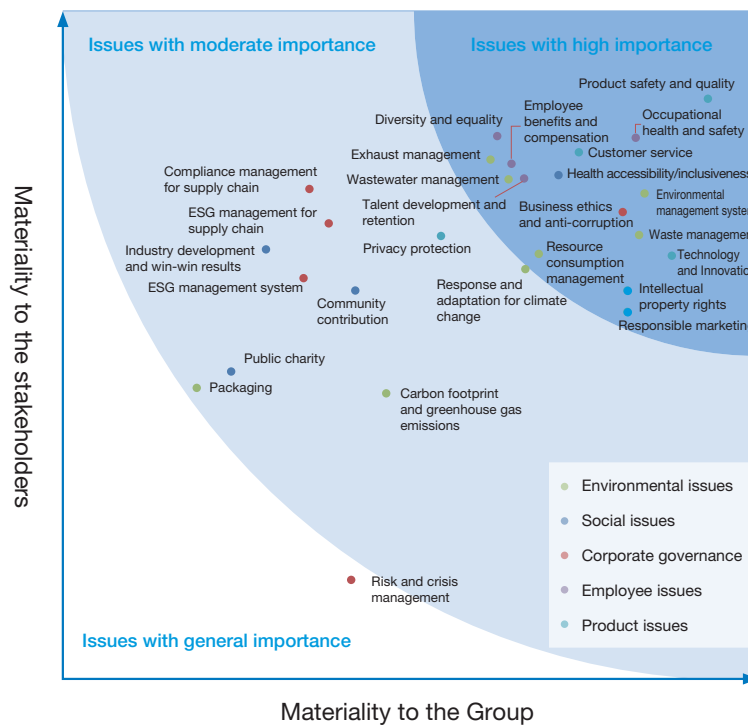 Issues with moderate importance
Issues with high importance
Product safety and quality
Employee
benefits and
compensation
Occupational
health and safety
Diversity and equality
Exhaust management
Customer service
Compliance management
for supply chain
Wastewater management
Health accessibility/inclusiveness
Talent development and
retention
Environmental
management system
ESG management for
supply chain
Business ethics
and anti-corruption
Waste management
Industry development
and win-win results
Privacy protection
Resource
consumption
management
Technology
and Innovatio
ESG management system
Community
contribution
Response and
adaptation for climate
change
Intellectual
property rights
Responsible marketing
Public charity
Packaging
Carbon footprint
and greenhouse gas
emissions
Risk and crisis
management
Issues with general importance
Environmental issues
Social issues
Corporate governance
Employee issues
Product issues
Materiality to the stakeholders
Materiality to the Group